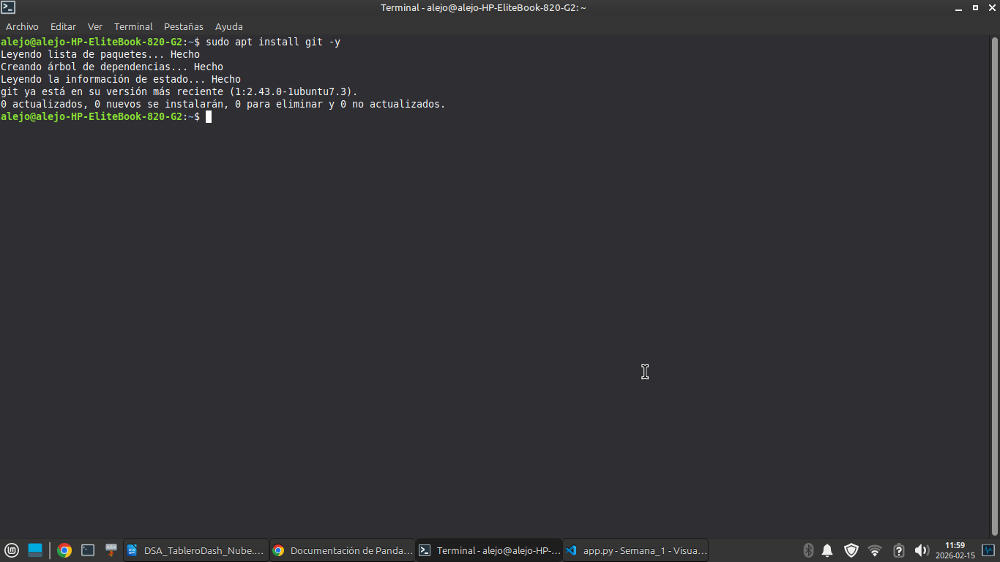 Terminal - alejo@alejo-HP-EliteBook-820-G2: ~
Archivo Editar Ver Terminal Pestañas Ayuda
alejo@alejo-HP-EliteBook-820-G2:~$ sudo apt install git -y
Leyendo lista de paquetes... Hecho
Creando árbol de dependencias... Hecho
Leyendo la información de estado... Hecho
git ya está en su versión más reciente (1:2.43.0-1ubuntu7.3).
0 actualizados, 0 nuevos se instalarán, 0 para eliminar y 0 no actualizados.
alejo@alejo-HP-EliteBook-820-G2:~$
DSA_TableroDash_Nube.... Documentación de Panda... Terminal - alejo@alejo-HP-... app.py - Semana_1 - Visua... 11:59
2026-02-15